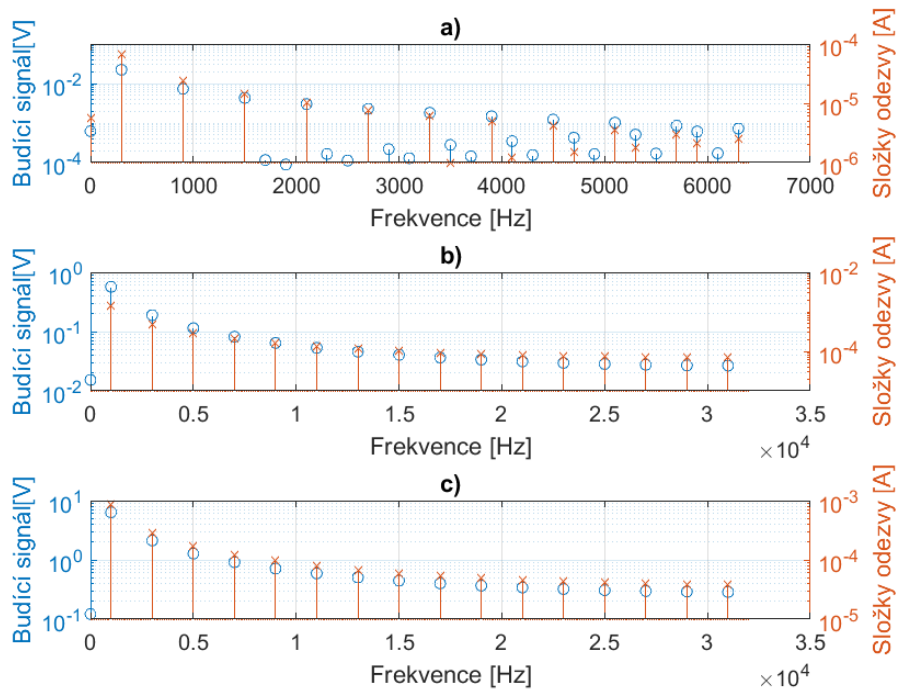 a)
Budící signál[V]
10^-2
10^-4
Složky odezvy [A]
10^-4
10^-5
10^-6
0 1000 2000 3000 4000 5000 6000 7000
Frekvence [Hz]
b)
Budící signál[V]
10^0
10^-1
10^-2
Složky odezvy [A]
10^-2
10^-4
0 0.5 1 1.5 2 2.5 3 3.5
Frekvence [Hz]
×10^4
c)
Budící signál[V]
10^1
10^0
10^-1
Složky odezvy [A]
10^-3
10^-4
10^-5
0 0.5 1 1.5 2 2.5 3 3.5
Frekvence [Hz]
×10^4